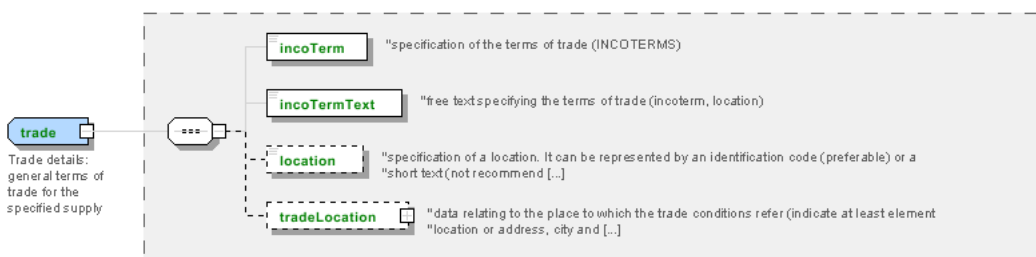 incoTerm
"specification of the terms of trade (INCOTERMS)
incoTermText
"free text specifying the terms of trade (incoterm, location)
trade
Trade details:
general terms of
trade for the
specified supply
location
"specification of a location. It can be represented by an identification code (preferable) or a
"short text (not recommend [...]
tradeLocation
"data relating to the place to which the trade conditions refer (indicate at least element
"location or address, city and [...]